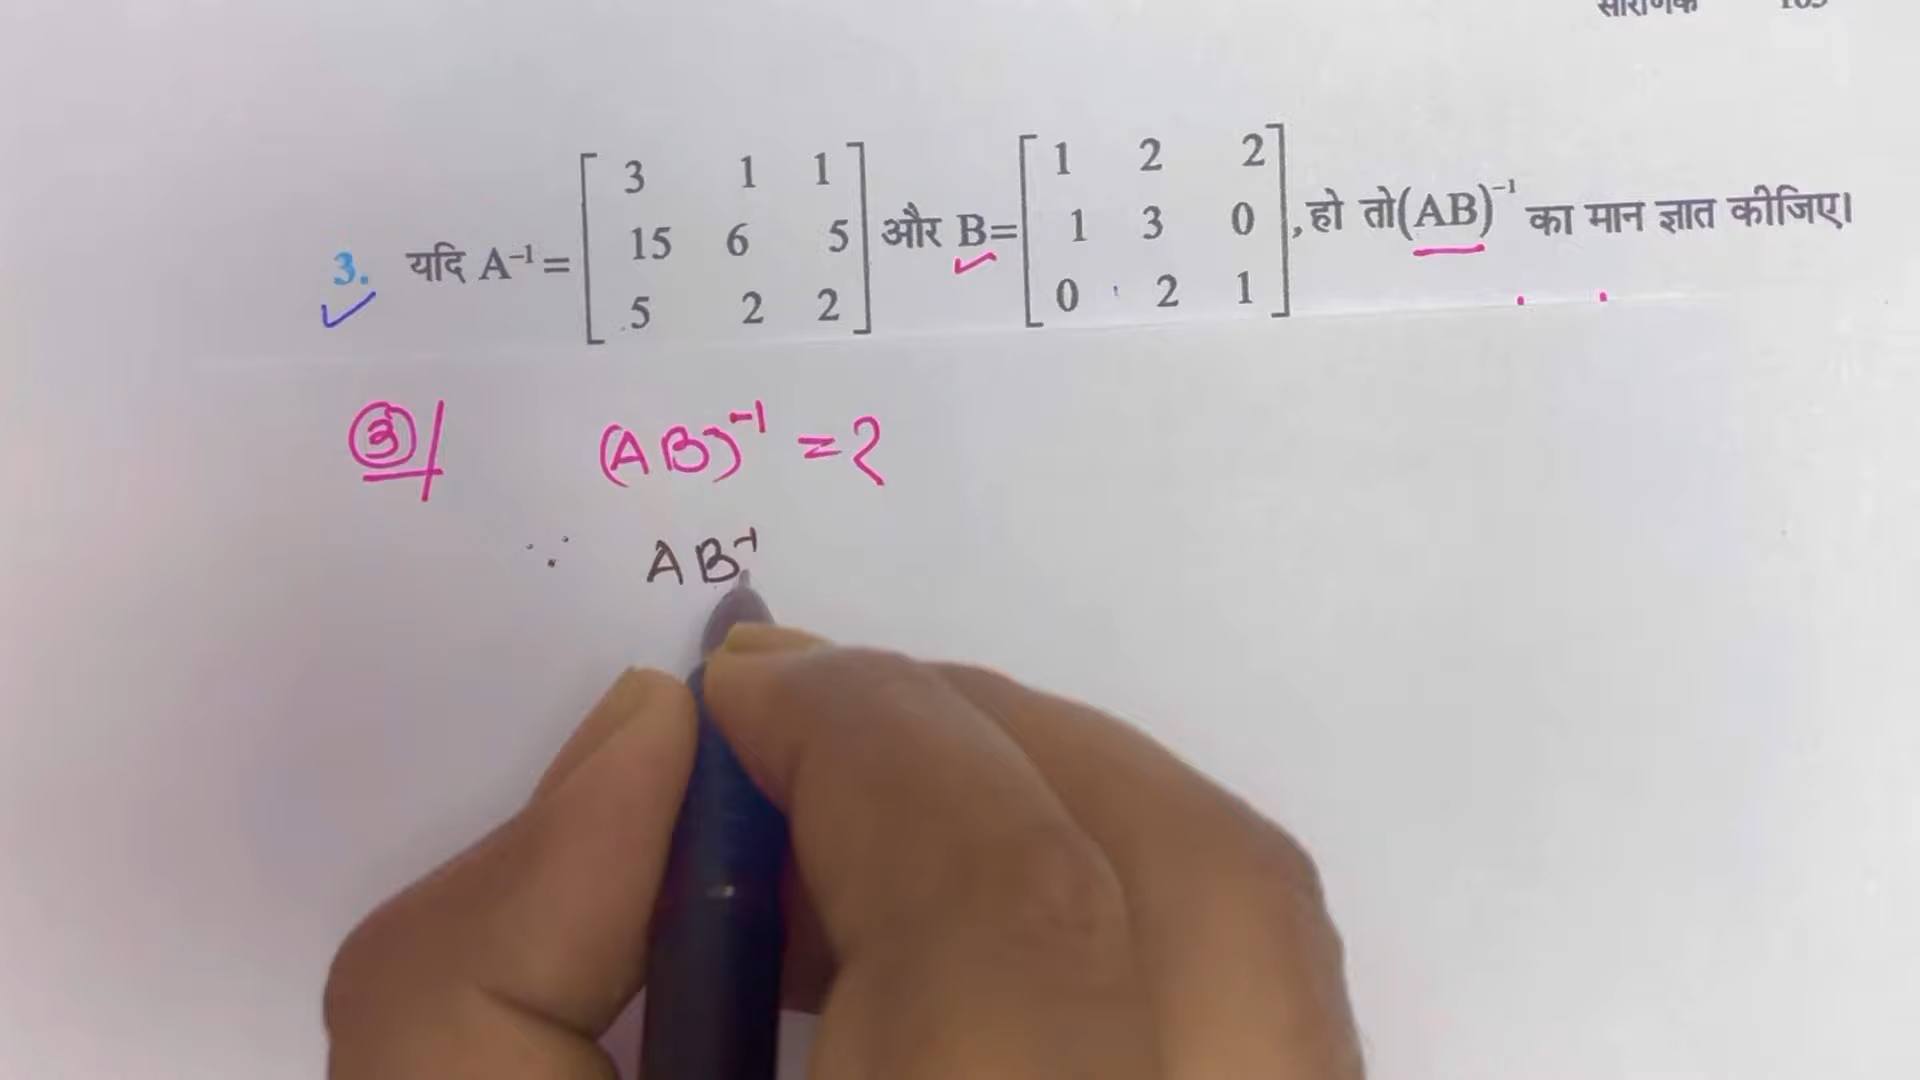 3. यदि A⁻¹ = [ 3 1 1 और B= [ 1 2 2 ], हो तो (AB)⁻¹ का मान ज्ञात कीजिए।
15 6 5 1 3 0
5 2 2 ] 0 2 1
③/ (AB)⁻¹ = ?
∵ AB⁻¹